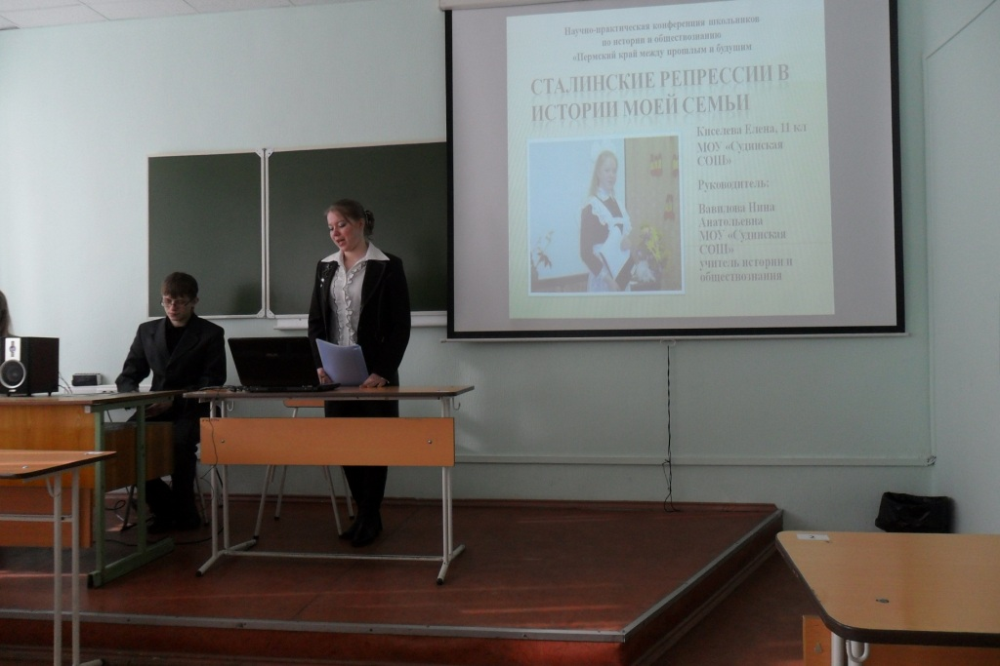 Научно-практическая конференция школьников
по истории и обществознанию
«Пермский край между прошлым и будущим
СТАЛИНСКИЕ РЕПРЕССИИ В
ИСТОРИИ МОЕЙ СЕМЬИ
Киселева Елена, 11 кл
МОУ «Судинская
СОШ»
Руководитель:
Вавилова Нина
Анатольевна
МОУ «Судинская
СОШ»
учитель истории и
обществознания